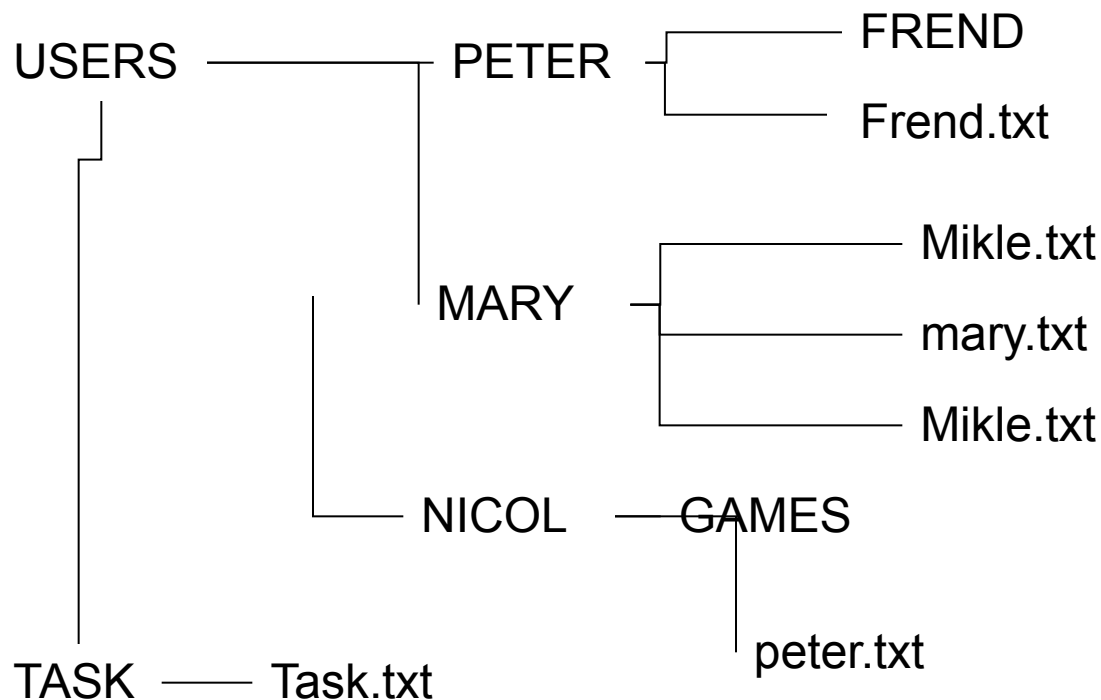 USERS
PETER
FREND
Frend.txt
MARY
Mikle.txt
mary.txt
Mikle.txt
NICOL
GAMES
peter.txt
TASK
Task.txt